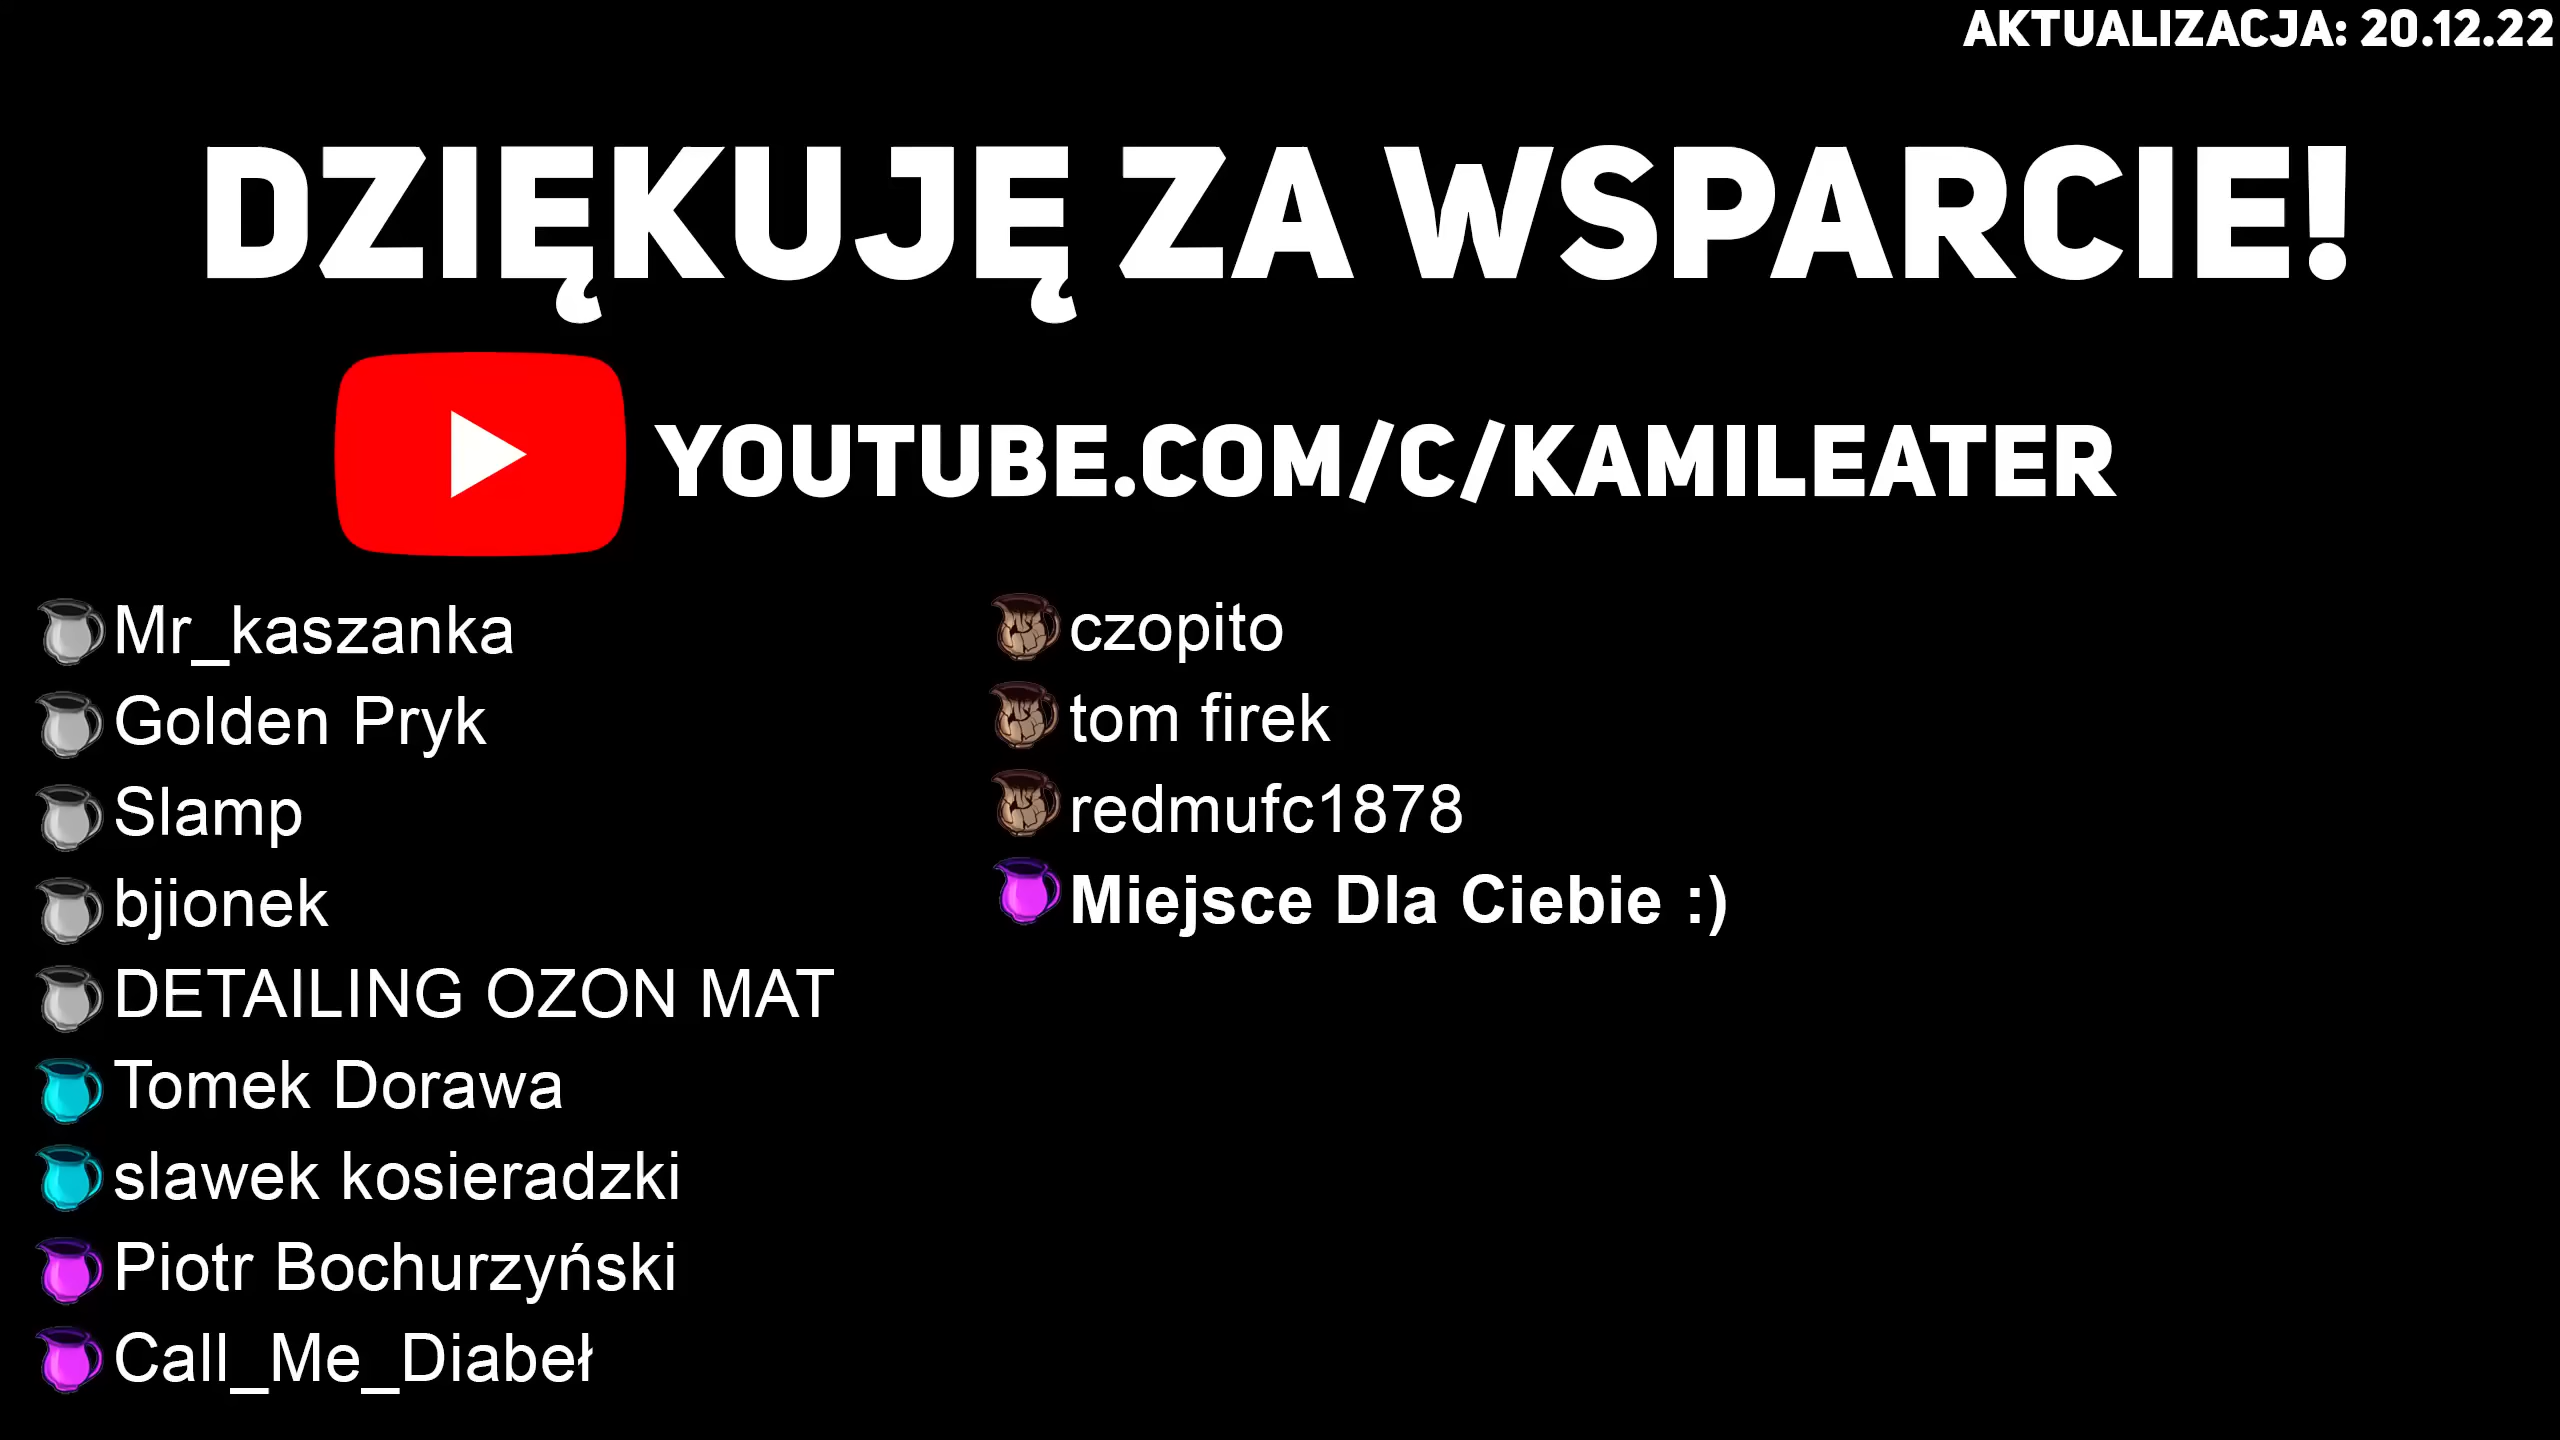 AKTUALIZACJA: 20.12.22
DZIĘKUJĘ ZA WSPARCIE!
YOUTUBE.COM/C/KAMILEATER
Mr_kaszanka
Golden Pryk
Slamp
bjionek
DETAILING OZON MAT
Tomek Dorawa
slawek kosieradzki
Piotr Bochurzyński
Call_Me_Diabeł
czopito
tom firek
redmufc1878
Miejsce Dla Ciebie :)